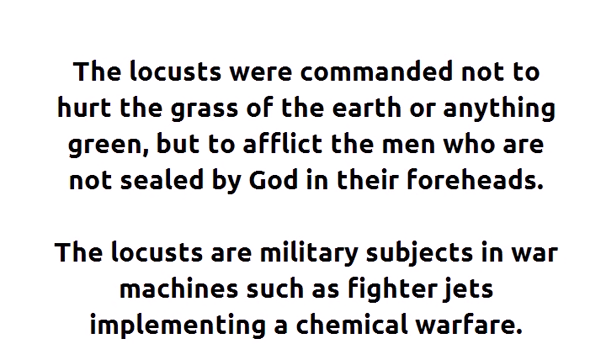 The locusts were commanded not to
hurt the grass of the earth or anything
green, but to afflict the men who are
not sealed by God in their foreheads.
The locusts are military subjects in war
machines such as fighter jets
implementing a chemical warfare.